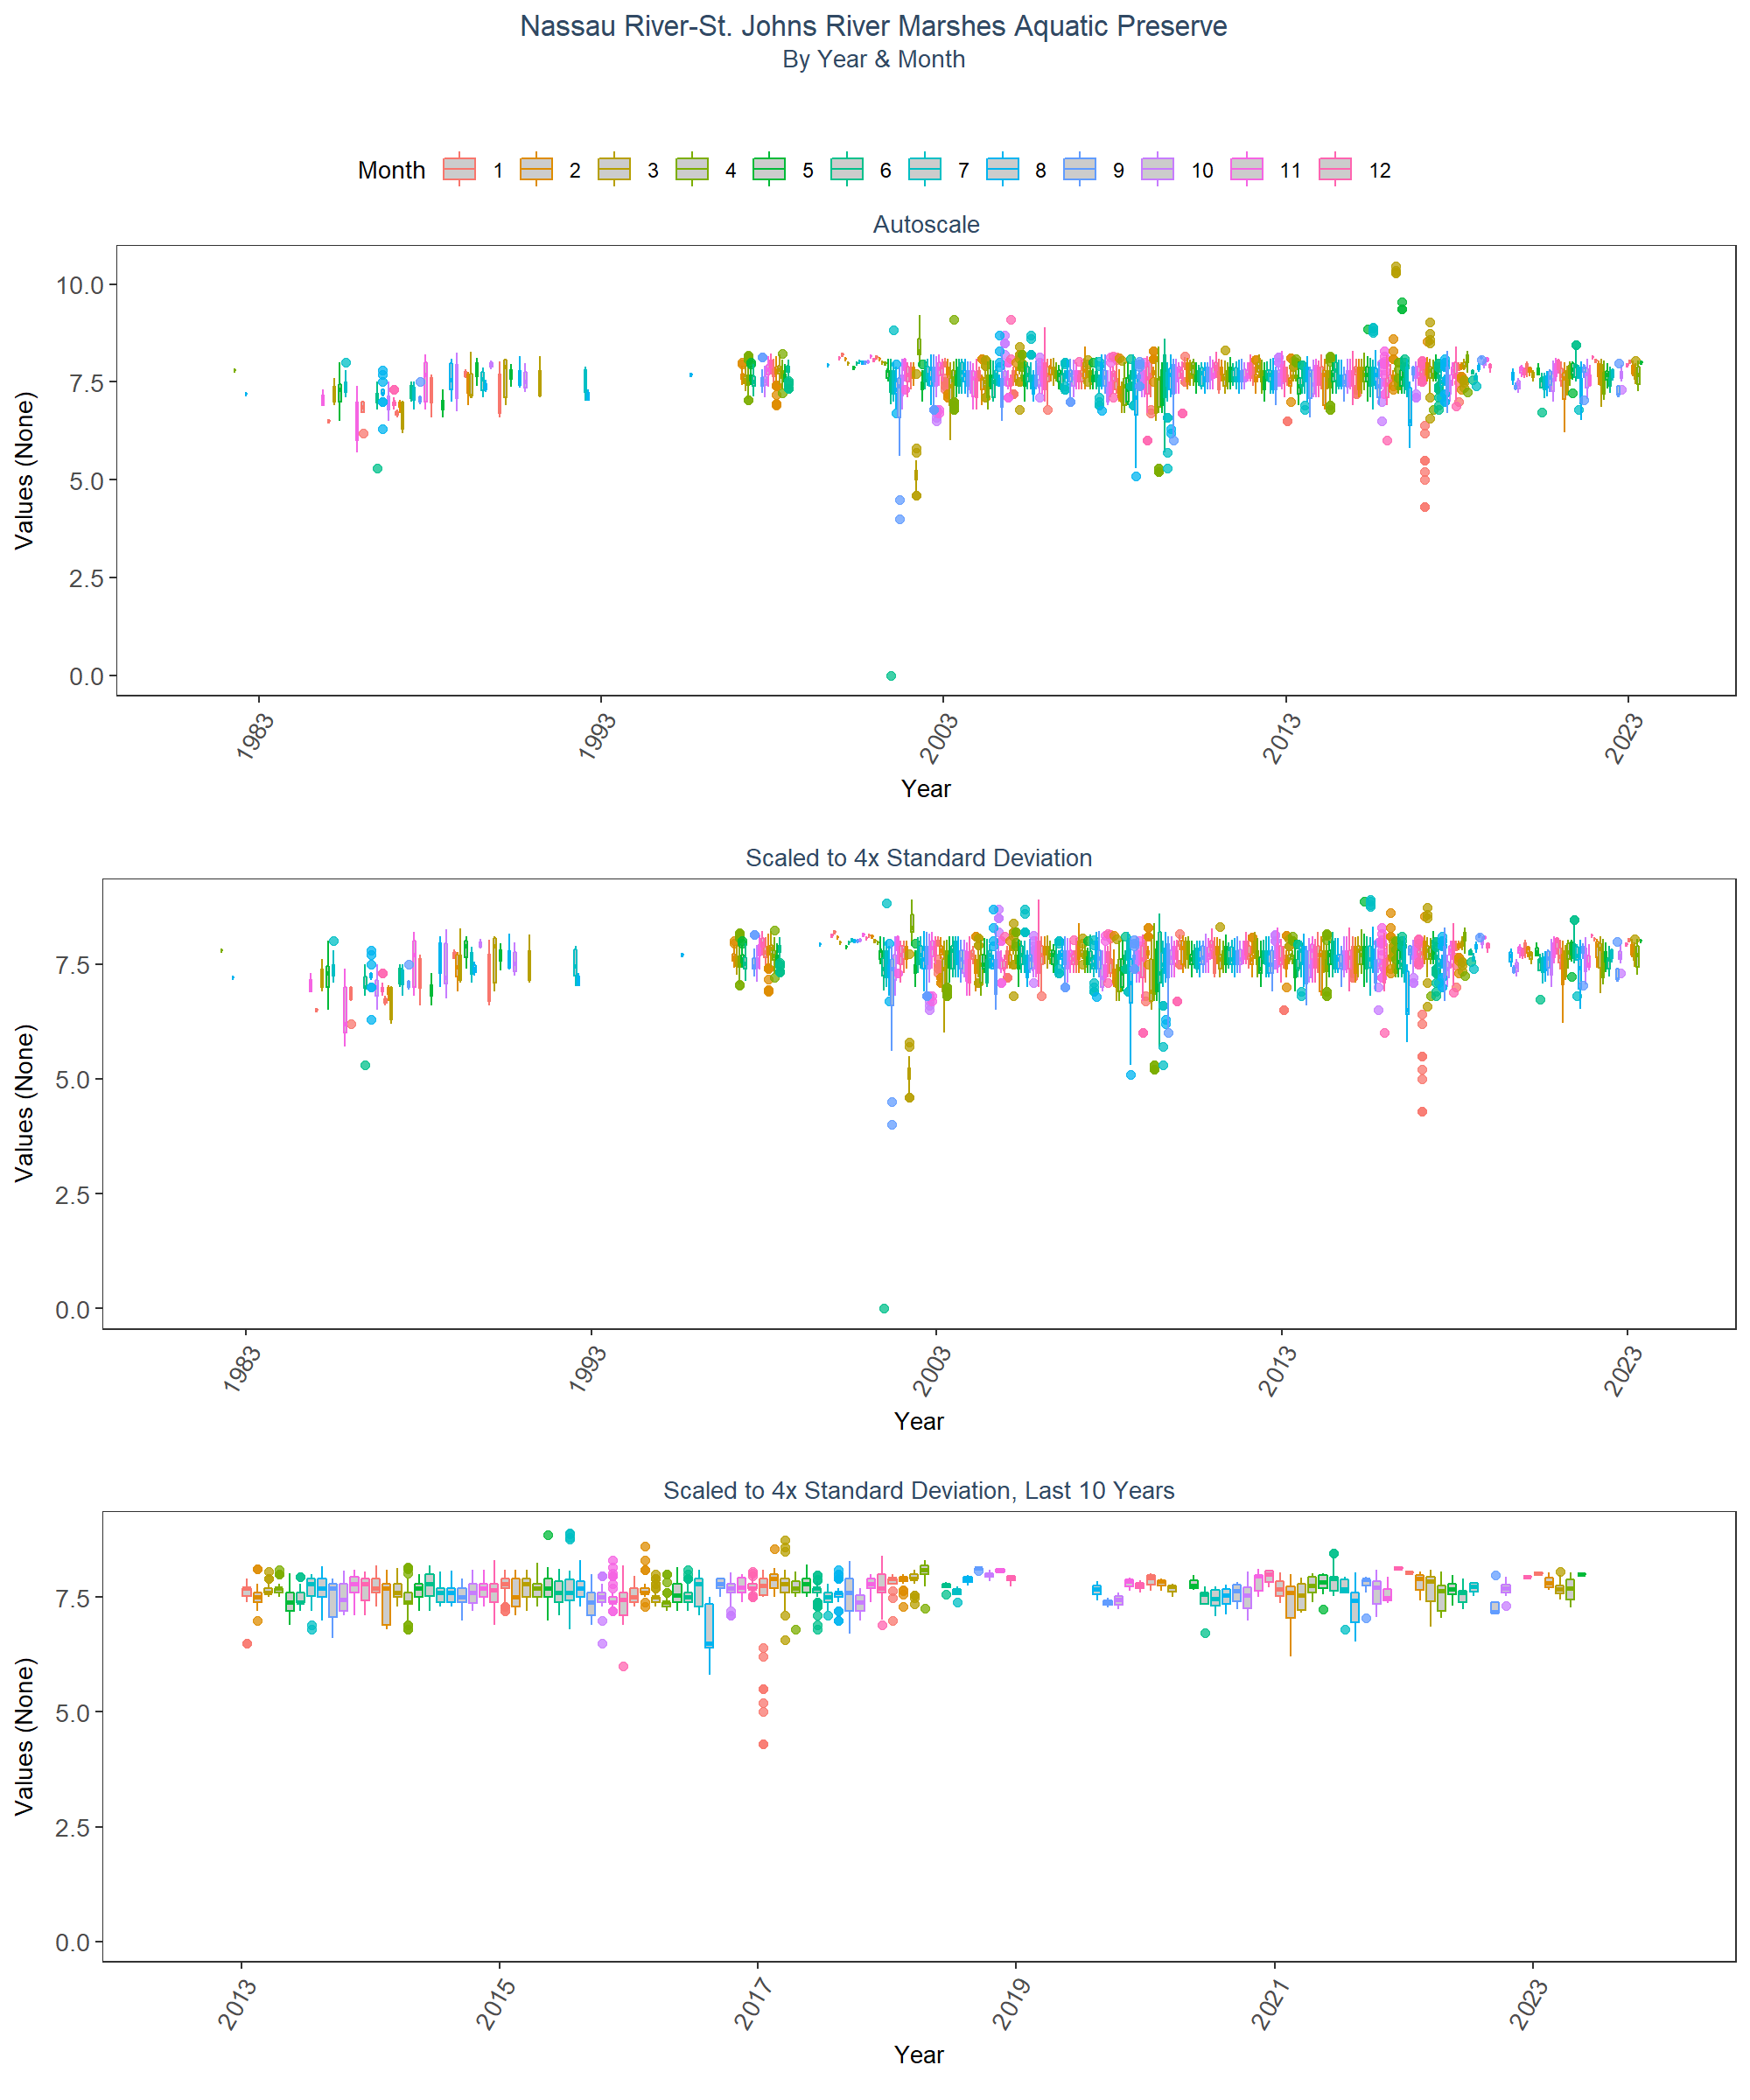 Nassau River-St. Johns River Marshes Aquatic Preserve
By Year & Month
Month 1 2 3 4 5 6 7 8 9 10 11 12
Autoscale
Values (None)
10.0
7.5
5.0
2.5
0.0
1983 1993 2003 2013 2023
Year
Scaled to 4x Standard Deviation
Values (None)
7.5
5.0
2.5
0.0
1983 1993 2003 2013 2023
Year
Scaled to 4x Standard Deviation, Last 10 Years
Values (None)
7.5
5.0
2.5
0.0
2013 2015 2017 2019 2021 2023
Year